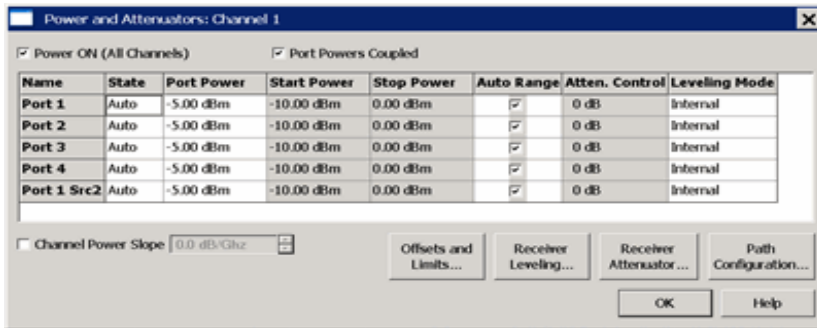 Power and Attenuators: Channel 1
Power ON (All Channels) Port Powers Coupled
Name State Port Power Start Power Stop Power Auto Range Atten. Control Leveling Mode
Port 1 Auto -5.00 dBm -10.00 dBm 0.00 dBm 0 dB Internal
Port 2 Auto -5.00 dBm -10.00 dBm 0.00 dBm 0 dB Internal
Port 3 Auto -5.00 dBm -10.00 dBm 0.00 dBm 0 dB Internal
Port 4 Auto -5.00 dBm -10.00 dBm 0.00 dBm 0 dB Internal
Port 1 Src2 Auto -5.00 dBm -10.00 dBm 0.00 dBm 0 dB Internal
Channel Power Slope 0.0 dB/Ghz
Offsets and Limits...
Receiver Leveling...
Receiver Attenuator...
Path Configuration...
OK Help